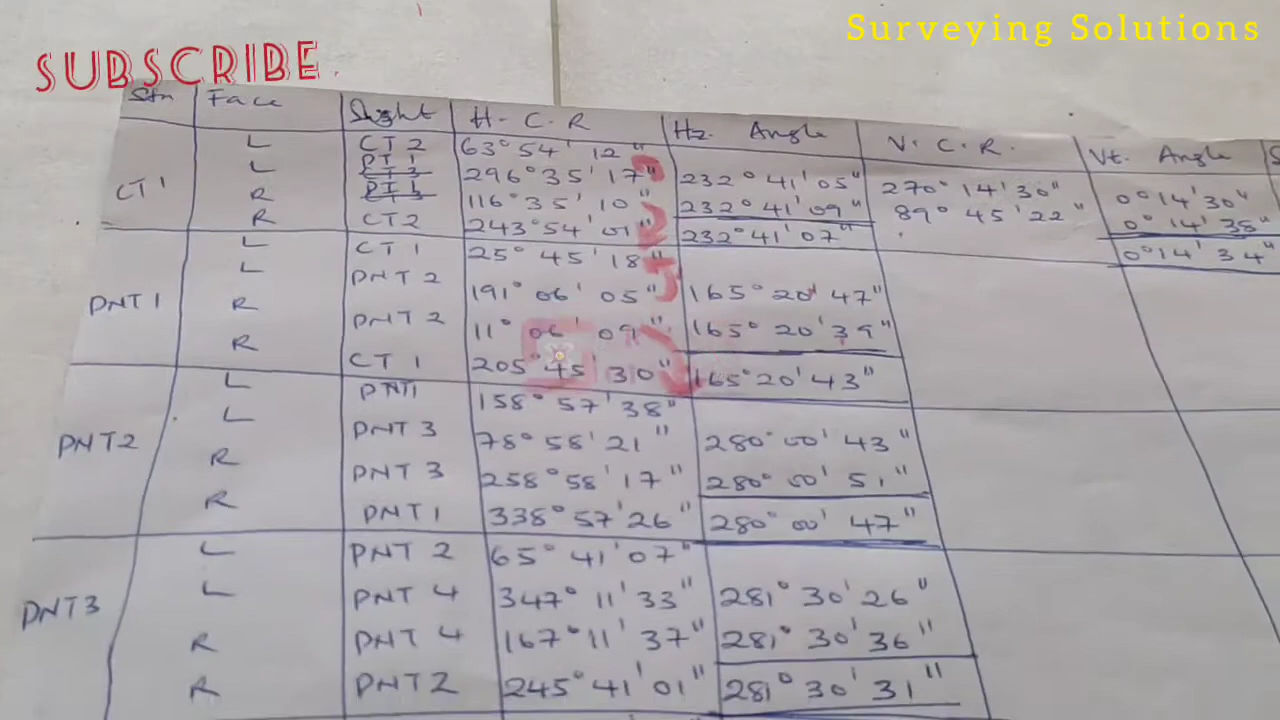 Surveying Solutions
SUBSCRIBE
Stn Face Sight H.C.R Hz. Angle V.C.R. Vt. Angle
CT1 L CT2 63° 54' 12"
L PT1 296° 35' 17" 232° 41' 05" 270° 14' 30" 0° 14' 30"
R 116° 35' 10" 232° 41' 09" 89° 45' 22" 0° 14' 38"
R CT2 243° 54' 01" 232° 41' 07" 0° 14' 34"
PNT1 L CT1 25° 45' 18"
L PNT2 191° 06' 05" 165° 20' 47"
R PNT2 11° 06' 09" 165° 20' 39"
R CT1 205° 45' 30" 165° 20' 43"
PNT2 L PNT1 158° 57' 38"
L PNT3 78° 58' 21" 280° 00' 43"
R PNT3 258° 58' 17" 280° 00' 51"
R PNT1 338° 57' 26" 280° 00' 47"
PNT3 L PNT2 65° 41' 07"
L PNT4 347° 11' 33" 281° 30' 26"
R PNT4 167° 11' 37" 281° 30' 36"
R PNT2 245° 41' 01" 281° 30' 31"